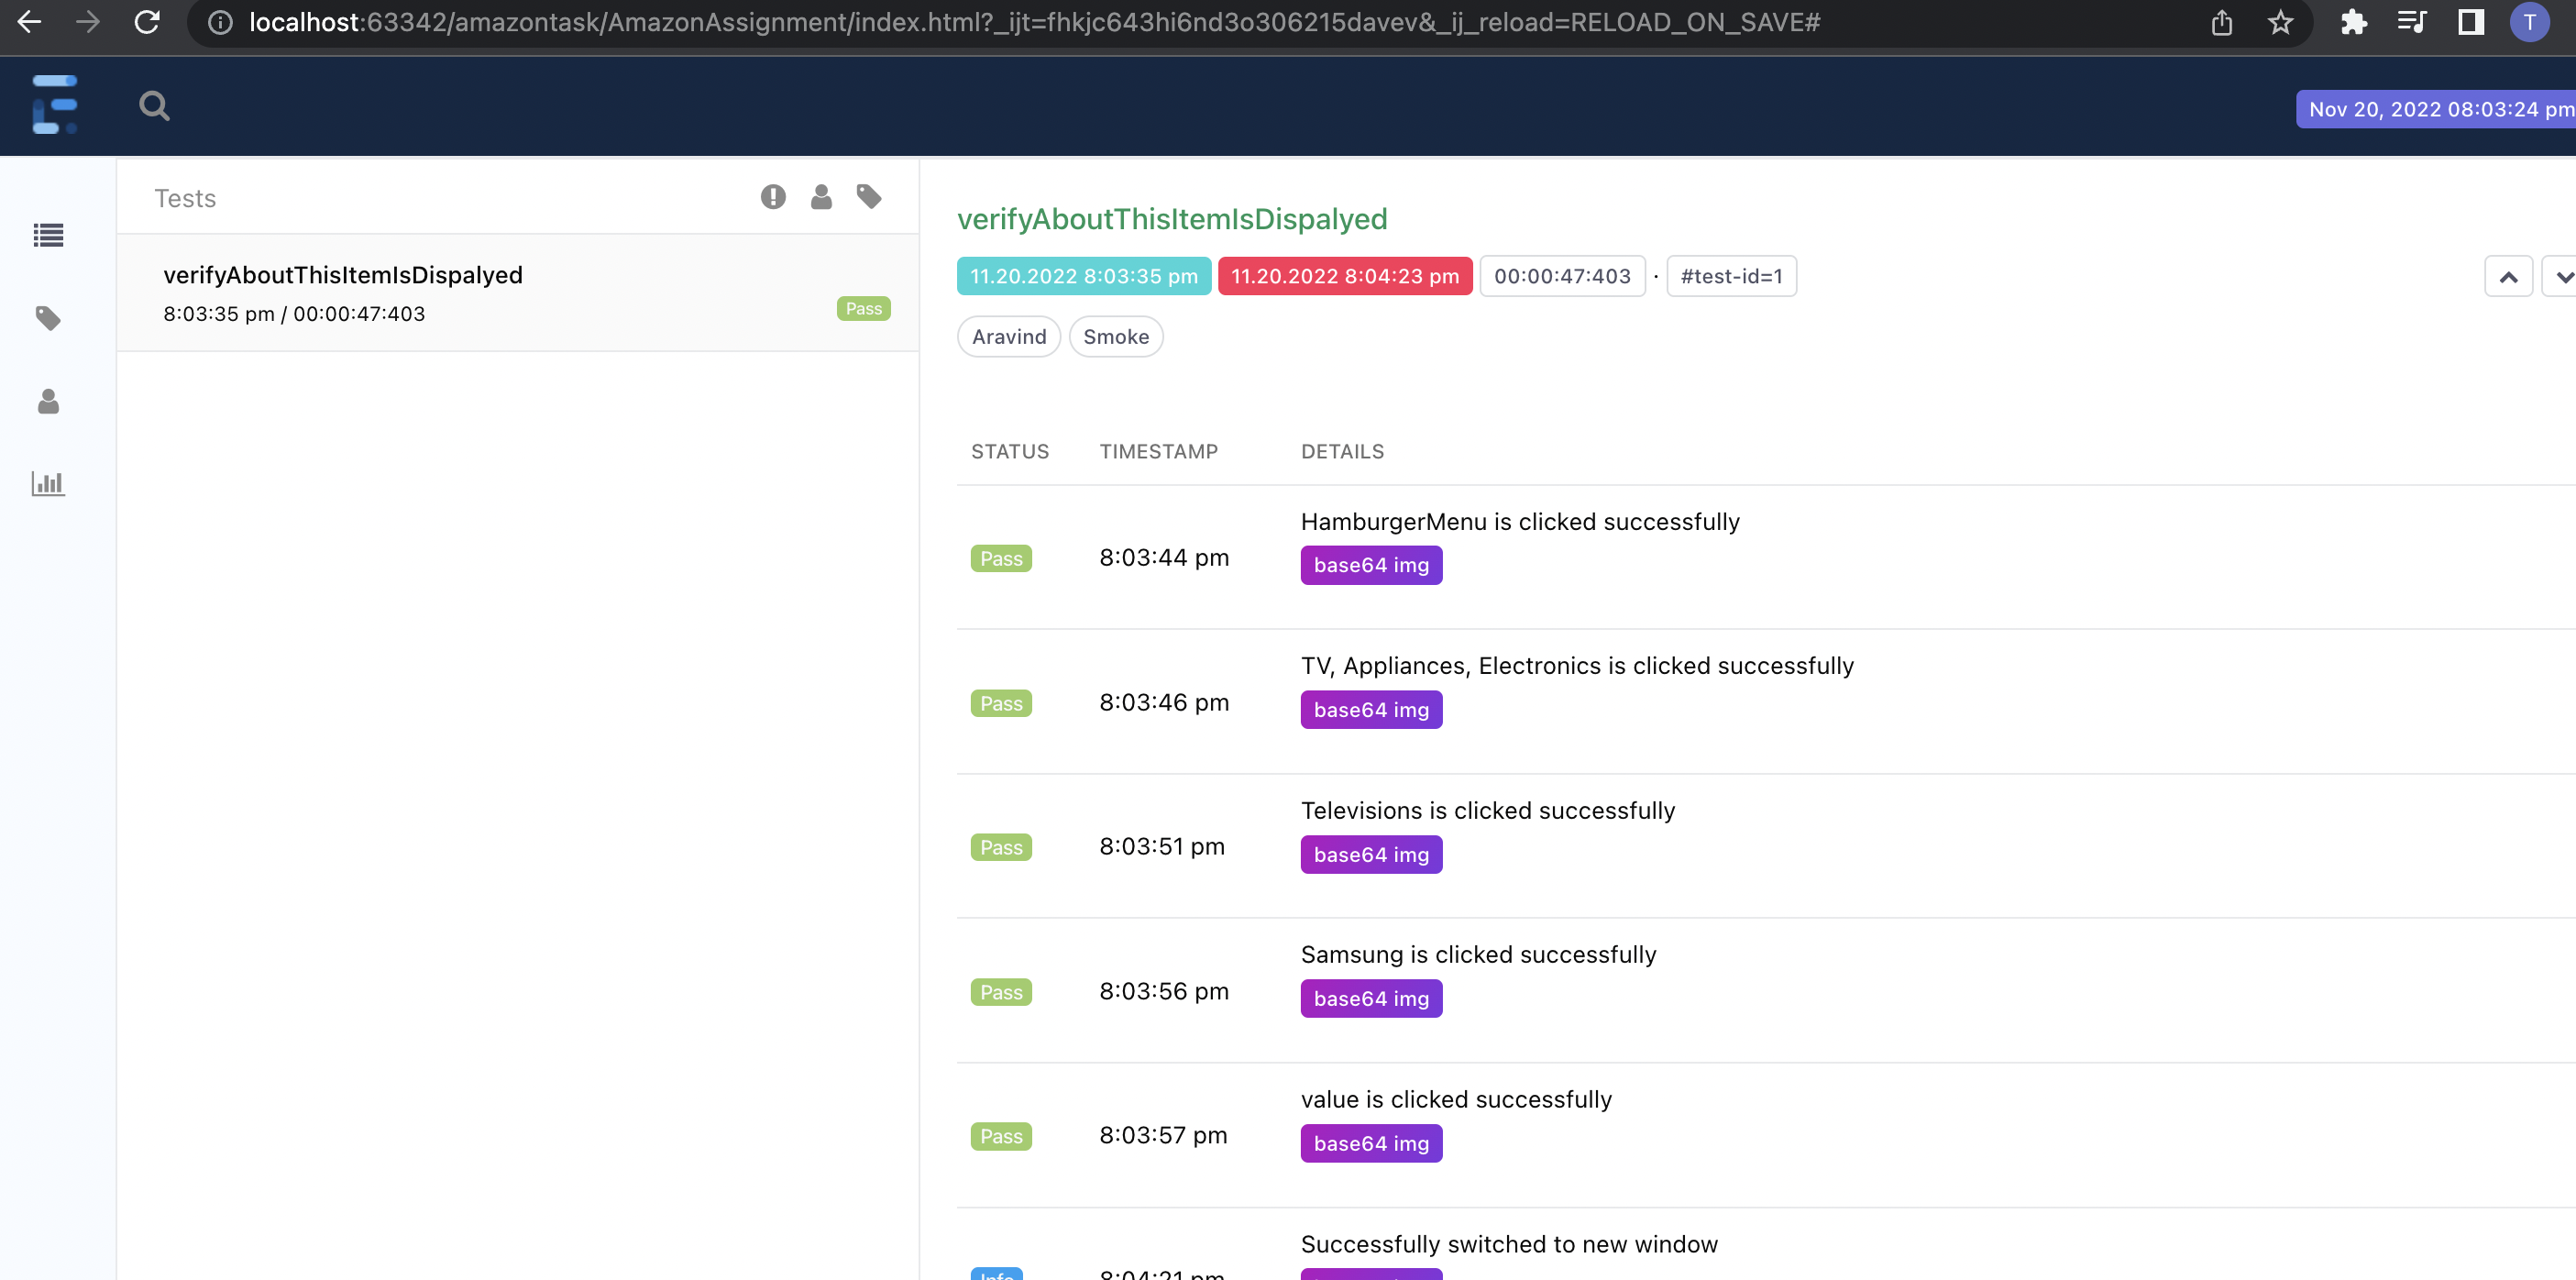 localhost:63342/amazontask/AmazonAssignment/index.html?_ijt=fhkjc643hi6nd3o306215davev&_ij_reload=RELOAD_ON_SAVE#
T
Nov 20, 2022 08:03:24 pm
Tests
verifyAboutThisItemIsDispalyed
8:03:35 pm / 00:00:47:403
Pass
verifyAboutThisItemIsDispalyed
11.20.2022 8:03:35 pm 11.20.2022 8:04:23 pm 00:00:47:403 · #test-id=1
Aravind Smoke
STATUS TIMESTAMP DETAILS
HamburgerMenu is clicked successfully
Pass 8:03:44 pm
base64 img
TV, Appliances, Electronics is clicked successfully
Pass 8:03:46 pm
base64 img
Televisions is clicked successfully
Pass 8:03:51 pm
base64 img
Samsung is clicked successfully
Pass 8:03:56 pm
base64 img
value is clicked successfully
Pass 8:03:57 pm
base64 img
Successfully switched to new window
Info 8:04:21 pm